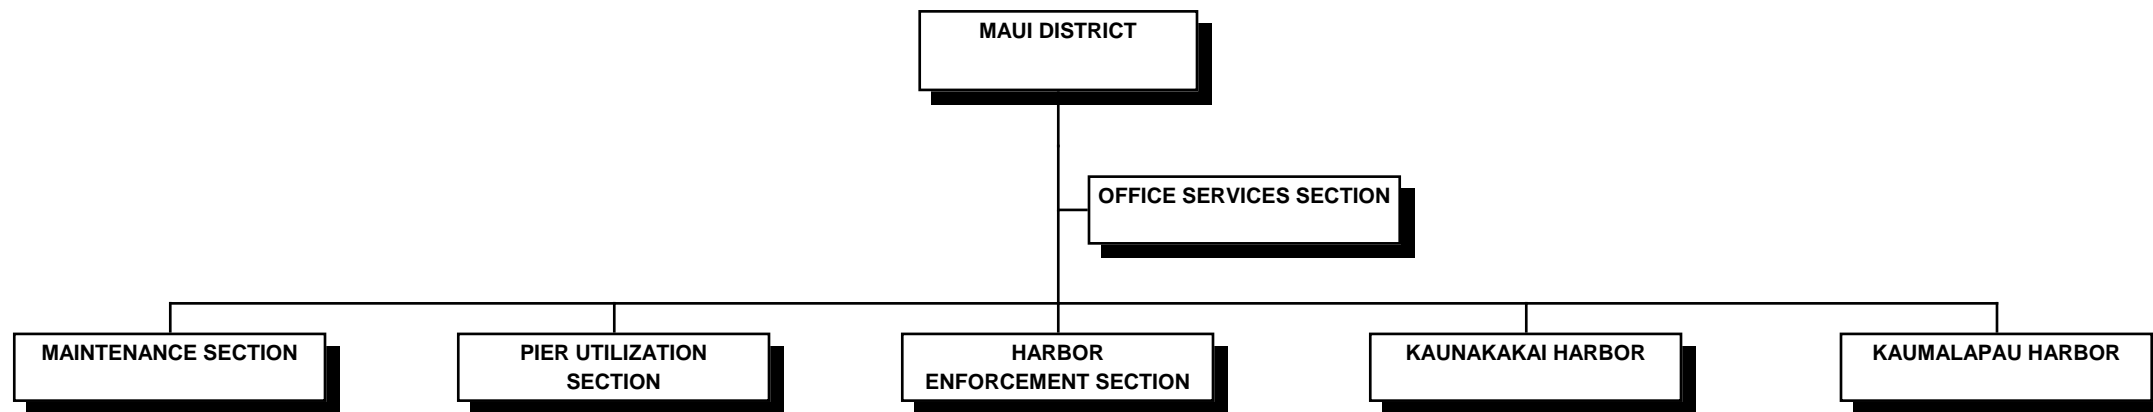 MAUI DISTRICT
OFFICE SERVICES SECTION
MAINTENANCE SECTION
PIER UTILIZATION
SECTION
HARBOR
ENFORCEMENT SECTION
KAUNAKAKAI HARBOR
KAUMALAPAU HARBOR